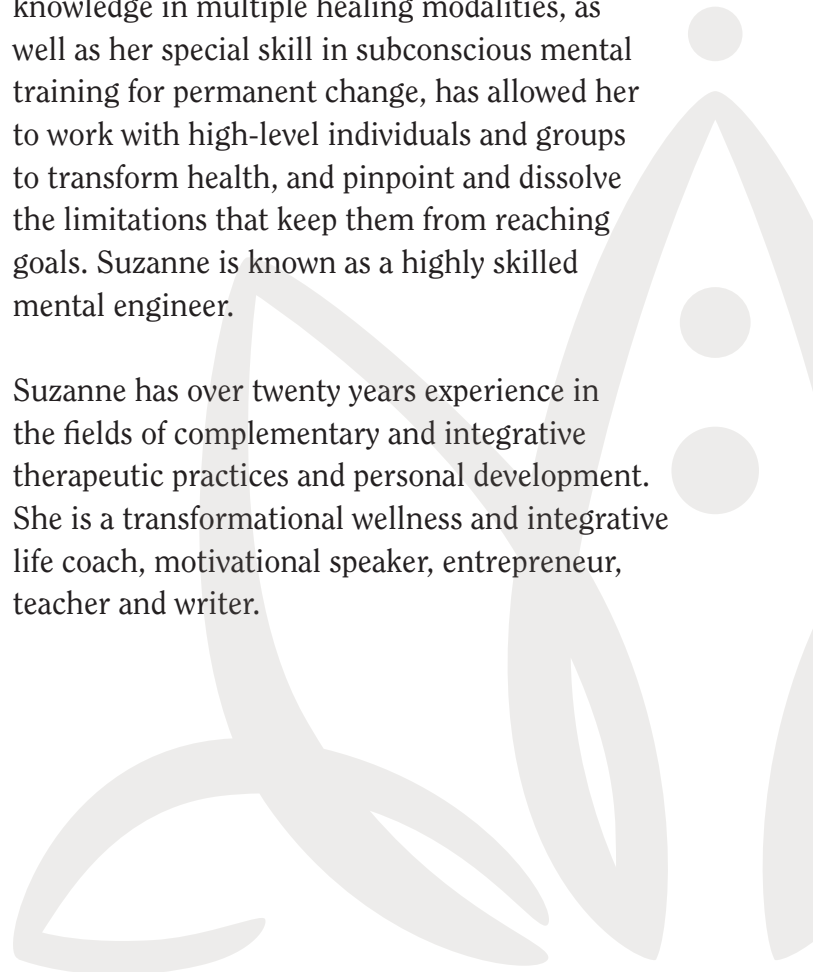 knowledge in multiple healing modalities, as
well as her special skill in subconscious mental
training for permanent change, has allowed her
to work with high-level individuals and groups
to transform health, and pinpoint and dissolve
the limitations that keep them from reaching
goals. Suzanne is known as a highly skilled
mental engineer.
Suzanne has over twenty years experience in
the fields of complementary and integrative
therapeutic practices and personal development.
She is a transformational wellness and integrative
life coach, motivational speaker, entrepreneur,
teacher and writer.